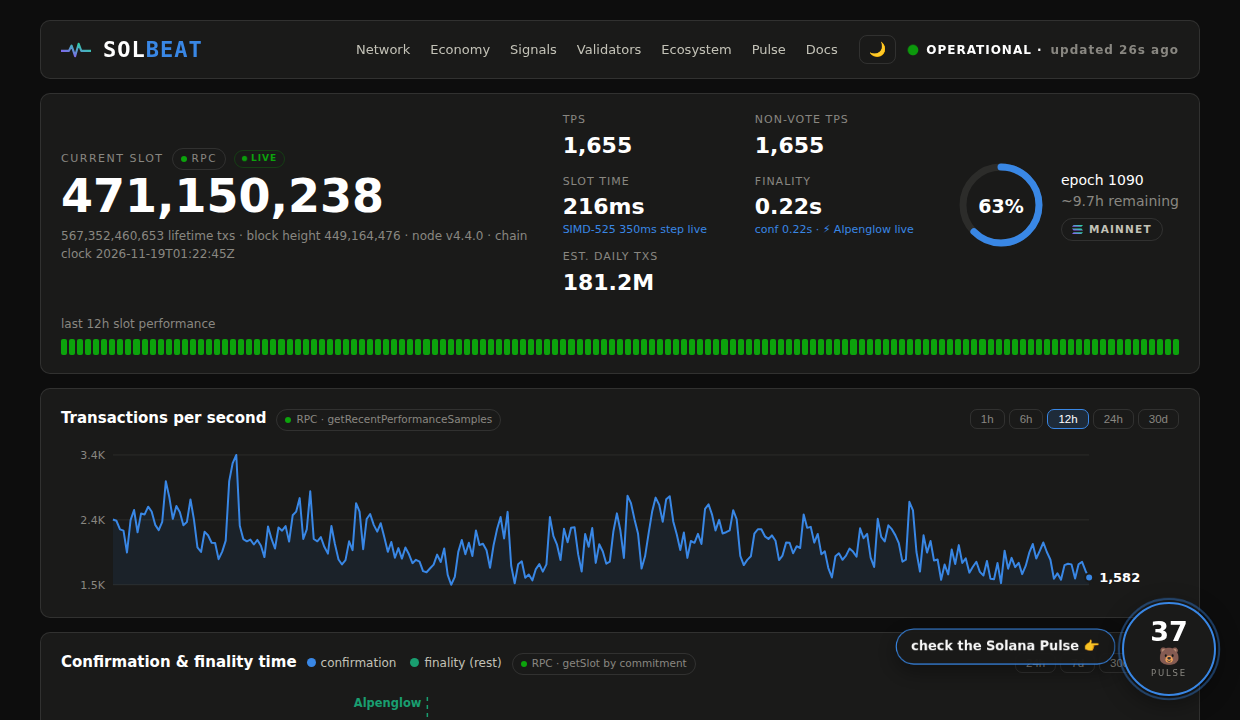 SOLBEAT
Network Economy Signals Validators Ecosystem Pulse Docs
OPERATIONAL · updated 26s ago
CURRENT SLOT RPC LIVE
471,150,238
567,352,460,653 lifetime txs · block height 449,164,476 · node v4.4.0 · chain
clock 2026-11-19T01:22:45Z
TPS
1,655
NON-VOTE TPS
1,655
SLOT TIME
216ms
SIMD-525 350ms step live
FINALITY
0.22s
conf 0.22s · ⚡ Alpenglow live
EST. DAILY TXS
181.2M
63%
epoch 1090
~9.7h remaining
MAINNET
last 12h slot performance
Transactions per second RPC · getRecentPerformanceSamples
1h 6h 12h 24h 30d
3.4K
2.4K
1.5K
1,582
Confirmation & finality time confirmation finality (rest) RPC · getSlot by commitment
Alpenglow
check the Solana Pulse 👉
37
PULSE